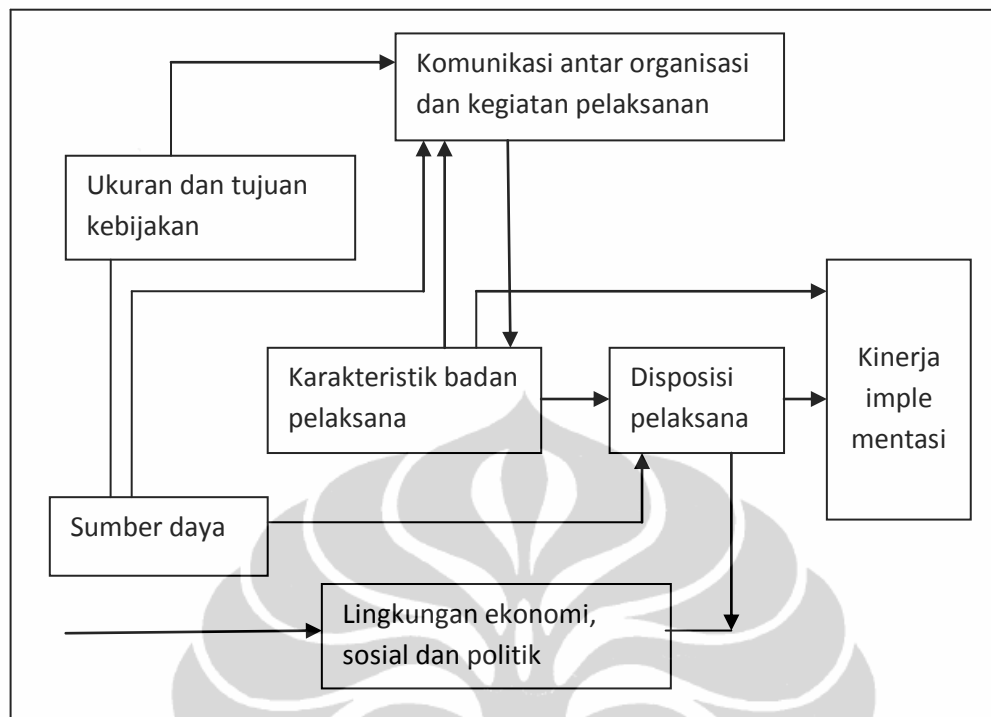 Komunikasi antar organisasi
dan kegiatan pelaksanan
Ukuran dan tujuan
kebijakan
Karakteristik badan
pelaksana
Disposisi
pelaksana
Kinerja
imple
mentasi
Sumber daya
Lingkungan ekonomi,
sosial dan politik